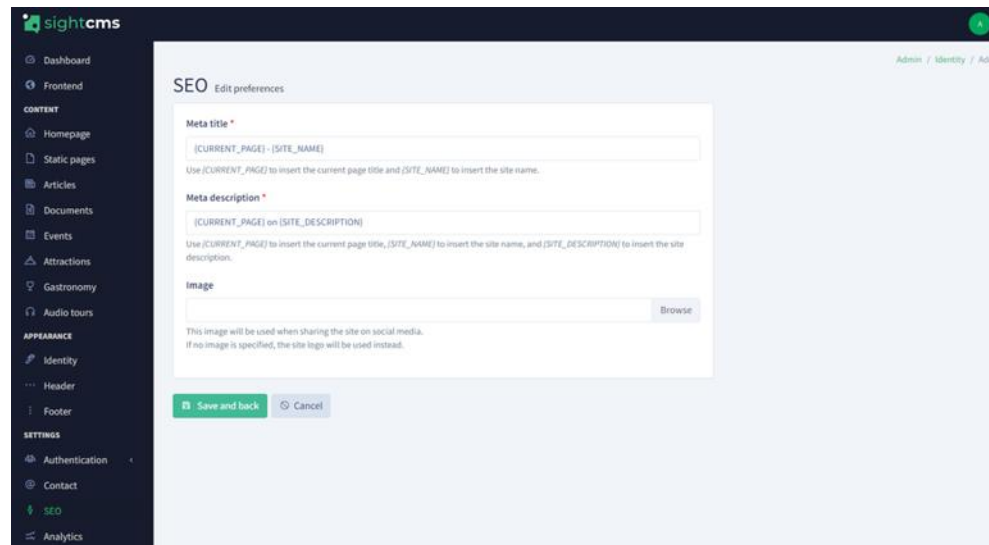 sightcms
A
Dashboard
Frontend
CONTENT
Homepage
Static pages
Articles
Documents
Events
Attractions
Gastronomy
Audio tours
APPEARANCE
Identity
Header
Footer
SETTINGS
Authentication
Contact
SEO
Analytics
Admin / Identity / Ad
SEO Edit preferences
Meta title *
{CURRENT_PAGE} - {SITE_NAME}
Use {CURRENT_PAGE} to insert the current page title and {SITE_NAME} to insert the site name.
Meta description *
{CURRENT_PAGE} on {SITE_DESCRIPTION}
Use {CURRENT_PAGE} to insert the current page title, {SITE_NAME} to insert the site name, and {SITE_DESCRIPTION} to insert the site
description.
Image
Browse
This image will be used when sharing the site on social media.
If no image is specified, the site logo will be used instead.
Save and back
Cancel